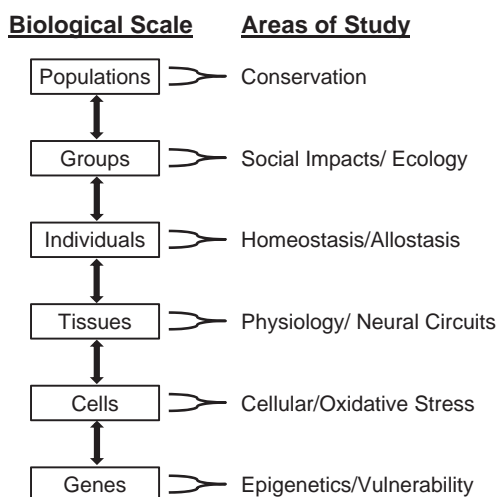 Biological Scale Areas of Study
Populations Conservation
Groups Social Impacts/ Ecology
Individuals Homeostasis/Allostasis
Tissues Physiology/ Neural Circuits
Cells Cellular/Oxidative Stress
Genes Epigenetics/Vulnerability